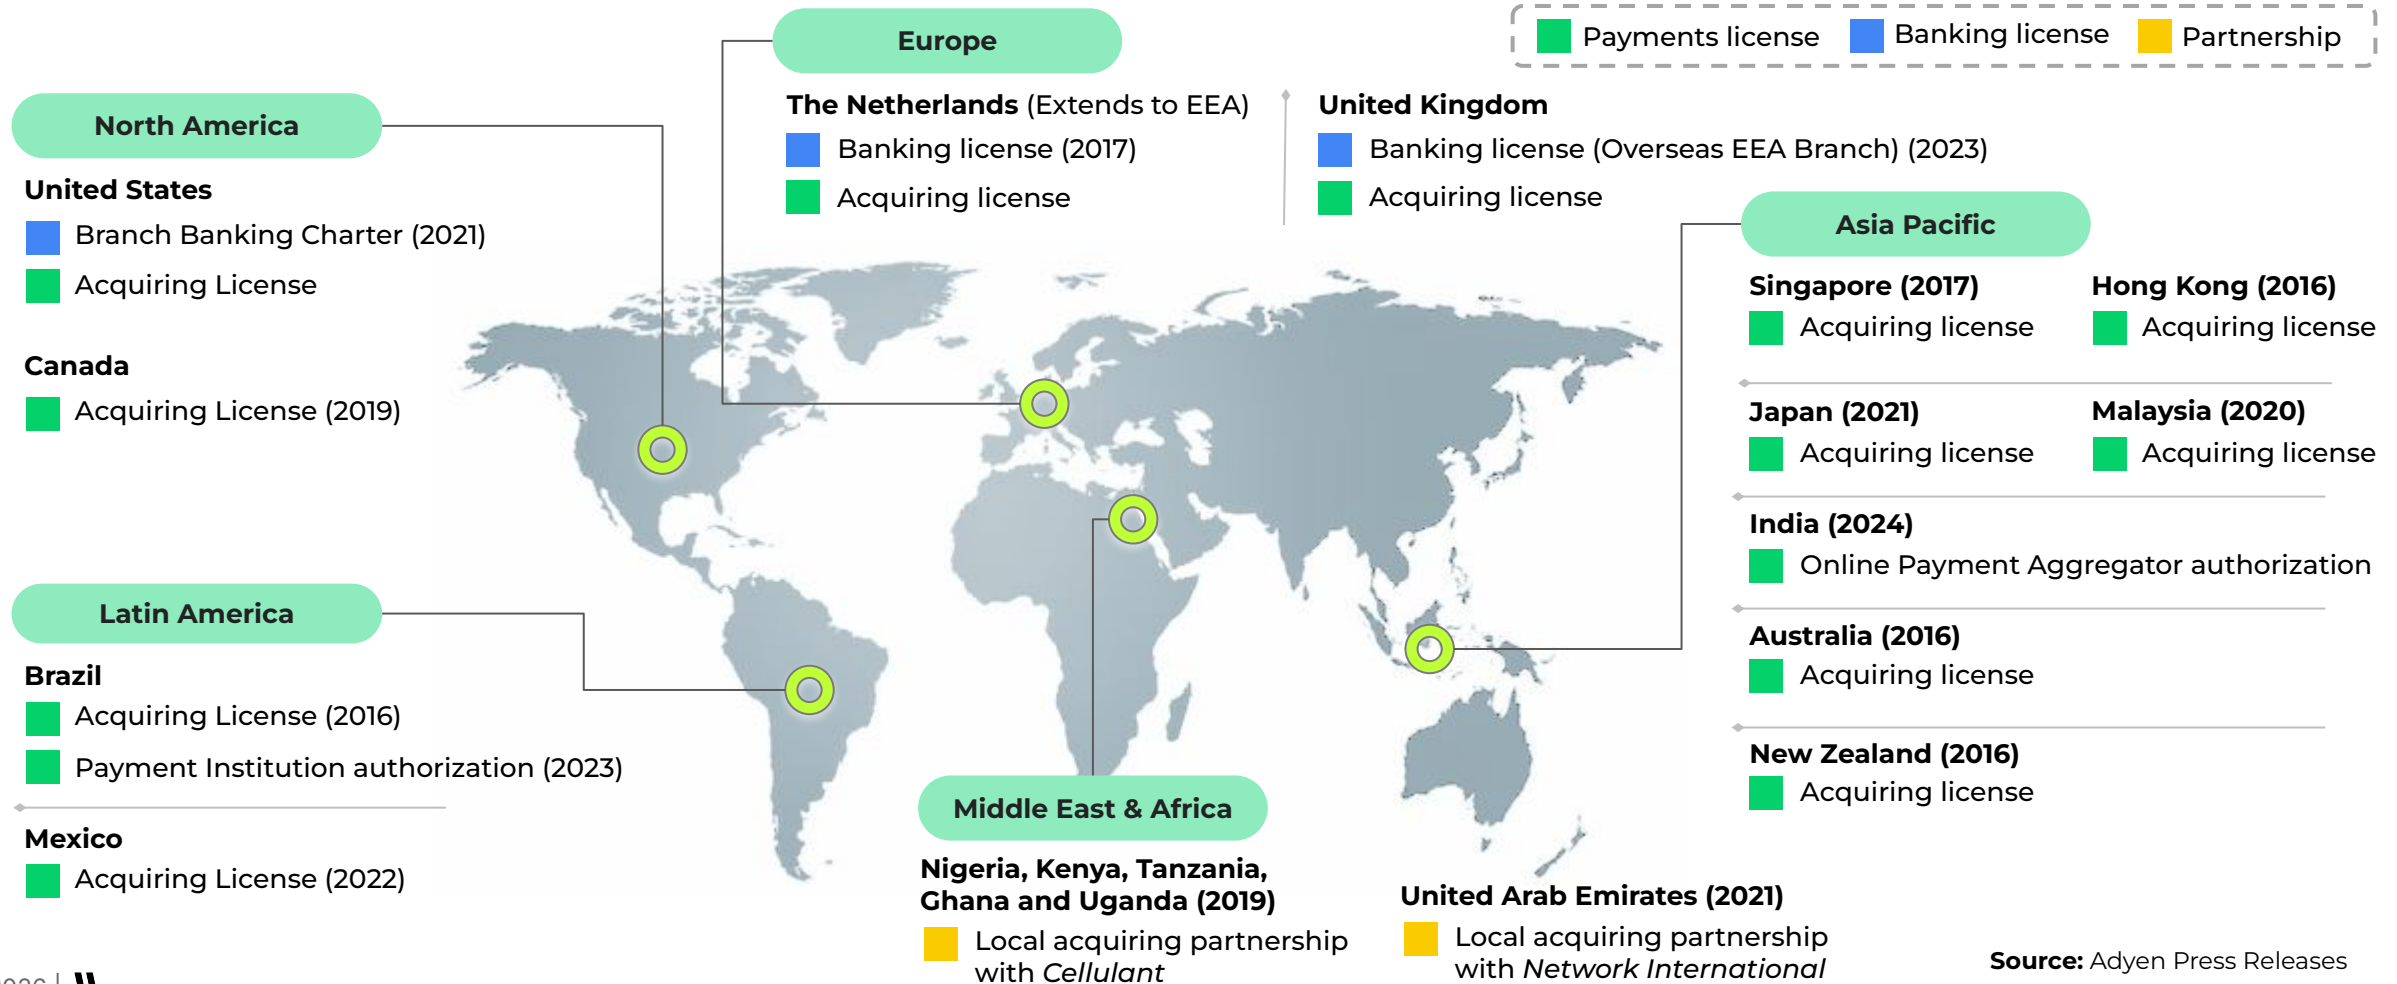 Payments license
Banking license
Partnership
Europe
The Netherlands (Extends to EEA)
Banking license (2017)
Acquiring license
United Kingdom
Banking license (Overseas EEA Branch) (2023)
Acquiring license
North America
United States
Branch Banking Charter (2021)
Acquiring License
Canada
Acquiring License (2019)
Latin America
Brazil
Acquiring License (2016)
Payment Institution authorization (2023)
Mexico
Acquiring License (2022)
Middle East & Africa
Nigeria, Kenya, Tanzania,
Ghana and Uganda (2019)
Local acquiring partnership
with Cellulant
United Arab Emirates (2021)
Local acquiring partnership
with Network International
Asia Pacific
Singapore (2017)
Acquiring license
Hong Kong (2016)
Acquiring license
Japan (2021)
Acquiring license
Malaysia (2020)
Acquiring license
India (2024)
Online Payment Aggregator authorization
Australia (2016)
Acquiring license
New Zealand (2016)
Acquiring license
Source: Adyen Press Releases